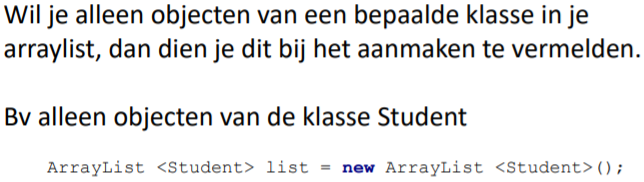 Wil je alleen objecten van een bepaalde klasse in je
arraylist, dan dien je dit bij het aanmaken te vermelden.
Bv alleen objecten van de klasse Student
ArrayList <Student> list = new ArrayList <Student>();